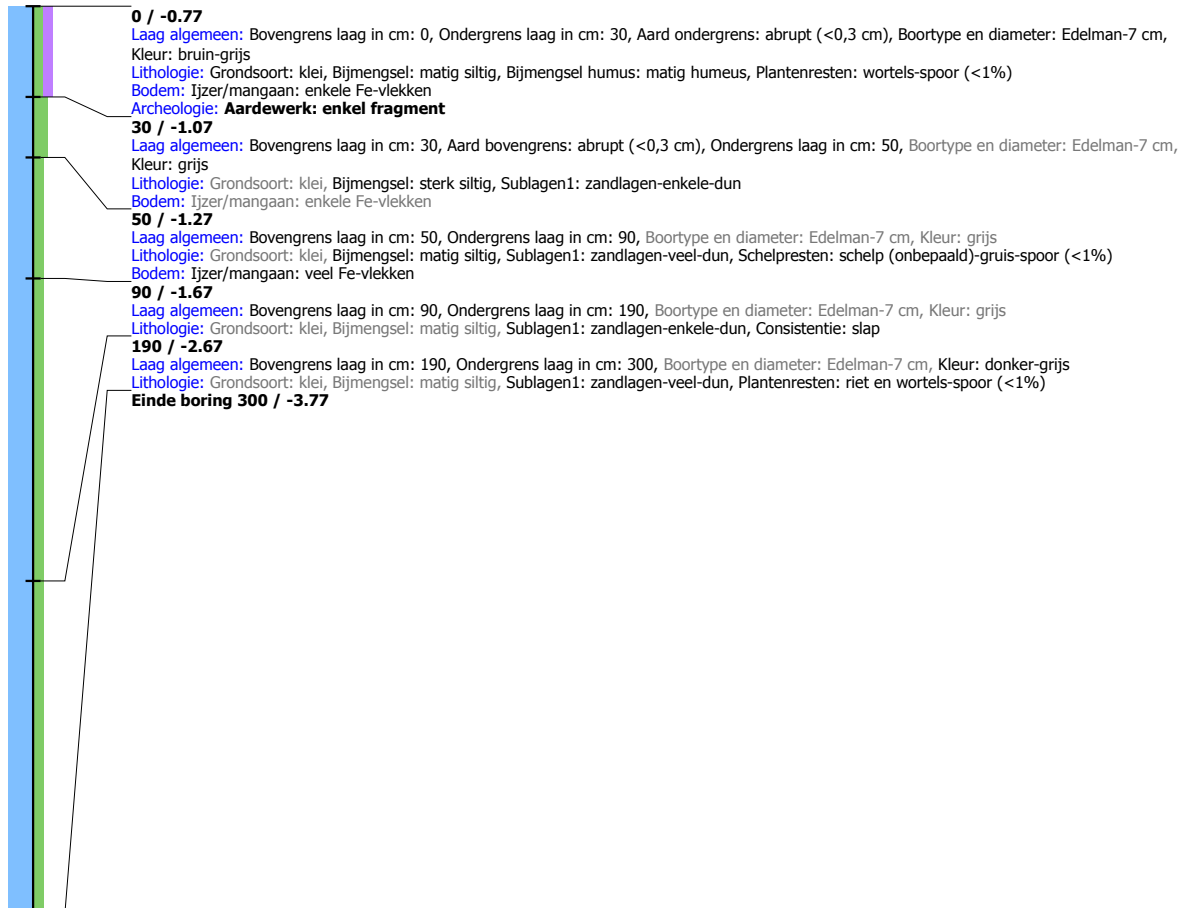 0 / -0.77
Laag algemeen: Bovengrens laag in cm: 0, Ondergrens laag in cm: 30, Aard ondergrens: abrupt (<0,3 cm), Boortype en diameter: Edelman-7 cm,
Kleur: bruin-grijs
Lithologie: Grondsoort: klei, Bijmengsel: matig siltig, Bijmengsel humus: matig humeus, Plantenresten: wortels-spoor (<1%)
Bodem: Ijzer/mangaan: enkele Fe-vlekken
Archeologie: Aardewerk: enkel fragment
30 / -1.07
Laag algemeen: Bovengrens laag in cm: 30, Aard bovengrens: abrupt (<0,3 cm), Ondergrens laag in cm: 50, Boortype en diameter: Edelman-7 cm,
Kleur: grijs
Lithologie: Grondsoort: klei, Bijmengsel: sterk siltig, Sublagen1: zandlagen-enkele-dun
Bodem: Ijzer/mangaan: enkele Fe-vlekken
50 / -1.27
Laag algemeen: Bovengrens laag in cm: 50, Ondergrens laag in cm: 90, Boortype en diameter: Edelman-7 cm, Kleur: grijs
Lithologie: Grondsoort: klei, Bijmengsel: matig siltig, Sublagen1: zandlagen-veel-dun, Schelpresten: schelp (onbepaald)-gruis-spoor (<1%)
Bodem: Ijzer/mangaan: veel Fe-vlekken
90 / -1.67
Laag algemeen: Bovengrens laag in cm: 90, Ondergrens laag in cm: 190, Boortype en diameter: Edelman-7 cm, Kleur: grijs
Lithologie: Grondsoort: klei, Bijmengsel: matig siltig, Sublagen1: zandlagen-enkele-dun, Consistentie: slap
190 / -2.67
Laag algemeen: Bovengrens laag in cm: 190, Ondergrens laag in cm: 300, Boortype en diameter: Edelman-7 cm, Kleur: donker-grijs
Lithologie: Grondsoort: klei, Bijmengsel: matig siltig, Sublagen1: zandlagen-veel-dun, Plantenresten: riet en wortels-spoor (<1%)
Einde boring 300 / -3.77